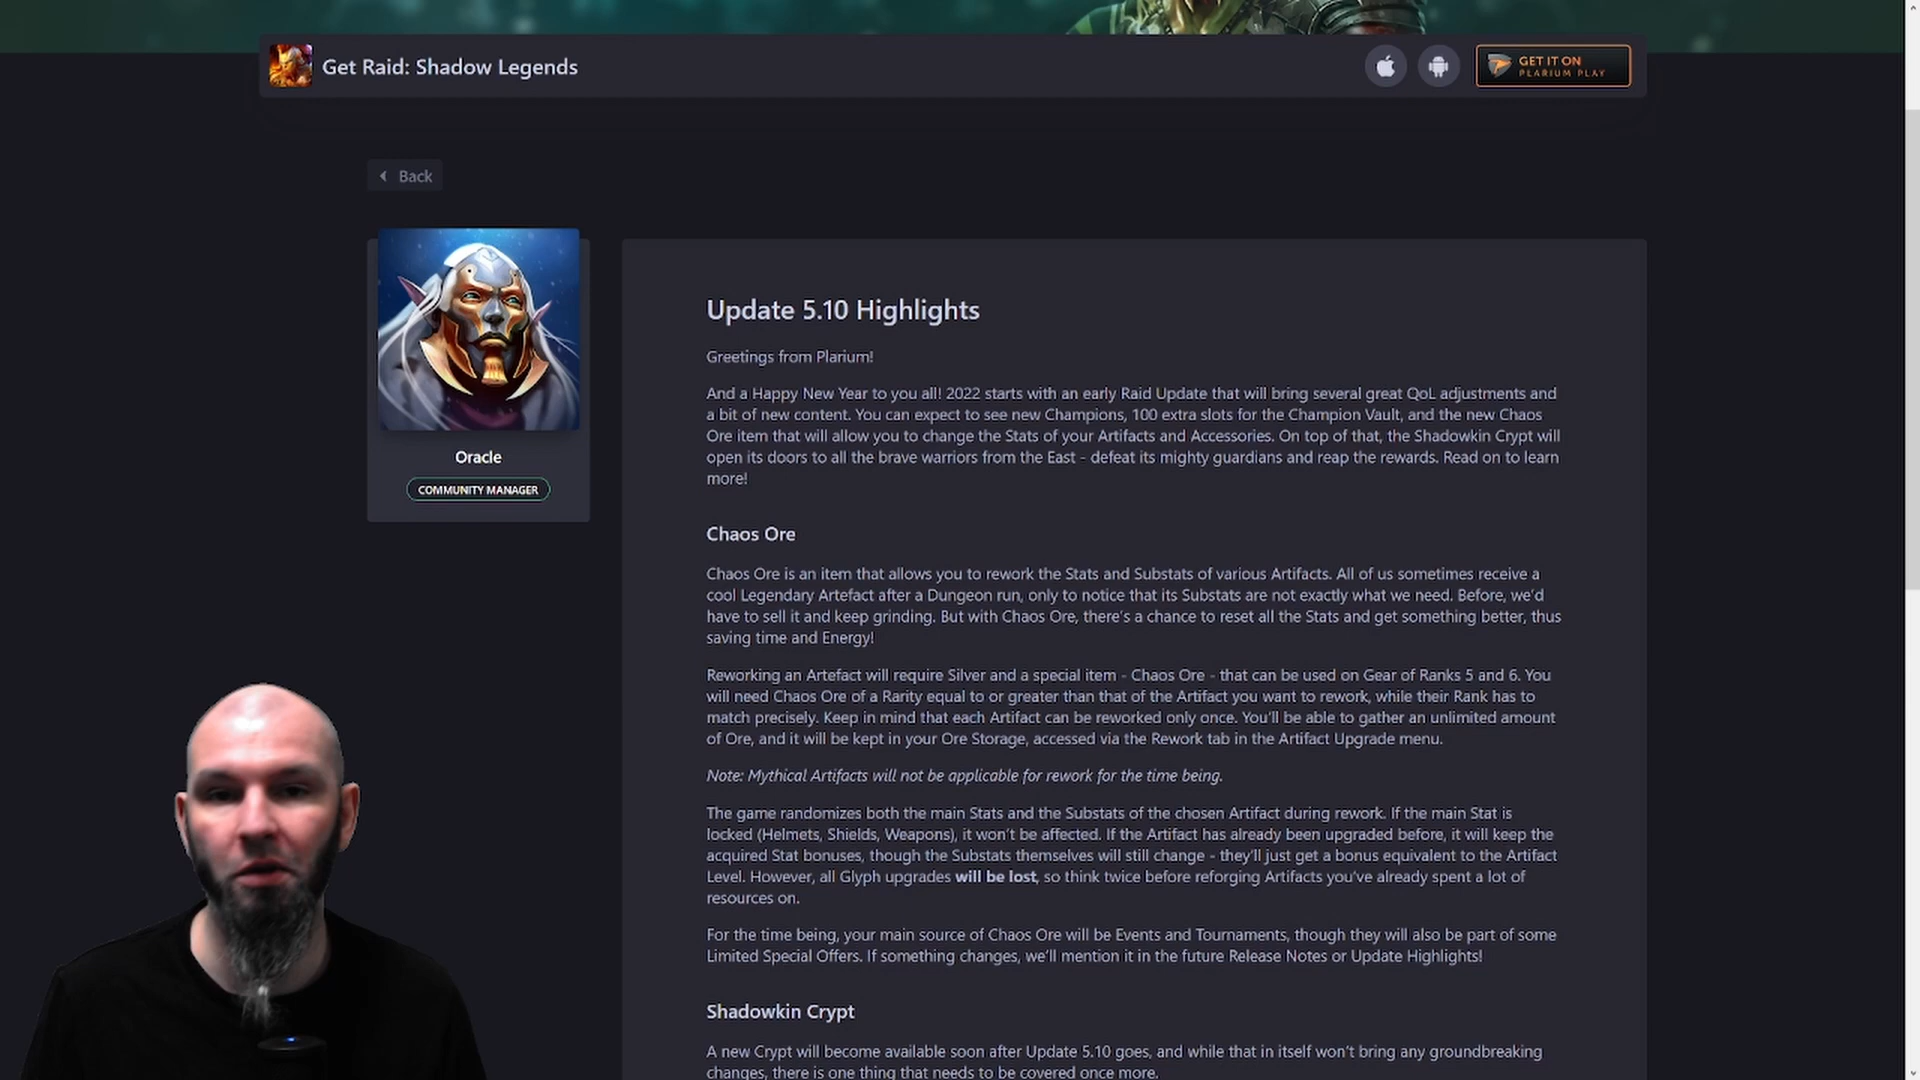 Get Raid: Shadow Legends
GET IT ON
PLARIUM PLAY
Back
Oracle
COMMUNITY MANAGER
Update 5.10 Highlights
Greetings from Plarium!
And a Happy New Year to you all! 2022 starts with an early Raid Update that will bring several great QoL adjustments and
a bit of new content. You can expect to see new Champions, 100 extra slots for the Champion Vault, and the new Chaos
Ore item that will allow you to change the Stats of your Artifacts and Accessories. On top of that, the Shadowkin Crypt will
open its doors to all the brave warriors from the East - defeat its mighty guardians and reap the rewards. Read on to learn
more!
Chaos Ore
Chaos Ore is an item that allows you to rework the Stats and Substats of various Artifacts. All of us sometimes receive a
cool Legendary Artefact after a Dungeon run, only to notice that its Substats are not exactly what we need. Before, we'd
have to sell it and keep grinding. But with Chaos Ore, there's a chance to reset all the Stats and get something better, thus
saving time and Energy!
Reworking an Artefact will require Silver and a special item - Chaos Ore - that can be used on Gear of Ranks 5 and 6. You
will need Chaos Ore of a Rarity equal to or greater than that of the Artifact you want to rework, while their Rank has to
match precisely. Keep in mind that each Artifact can be reworked only once. You'll be able to gather an unlimited amount
of Ore, and it will be kept in your Ore Storage, accessed via the Rework tab in the Artifact Upgrade menu.
Note: Mythical Artifacts will not be applicable for rework for the time being.
The game randomizes both the main Stats and the Substats of the chosen Artifact during rework. If the main Stat is
locked (Helmets, Shields, Weapons), it won't be affected. If the Artifact has already been upgraded before, it will keep the
acquired Stat bonuses, though the Substats themselves will still change - they'll just get a bonus equivalent to the Artifact
Level. However, all Glyph upgrades will be lost, so think twice before reforging Artifacts you've already spent a lot of
resources on.
For the time being, your main source of Chaos Ore will be Events and Tournaments, though they will also be part of some
Limited Special Offers. If something changes, we'll mention it in the future Release Notes or Update Highlights!
Shadowkin Crypt
A new Crypt will become available soon after Update 5.10 goes, and while that in itself won't bring any groundbreaking
changes, there is one thing that needs to be covered once more.